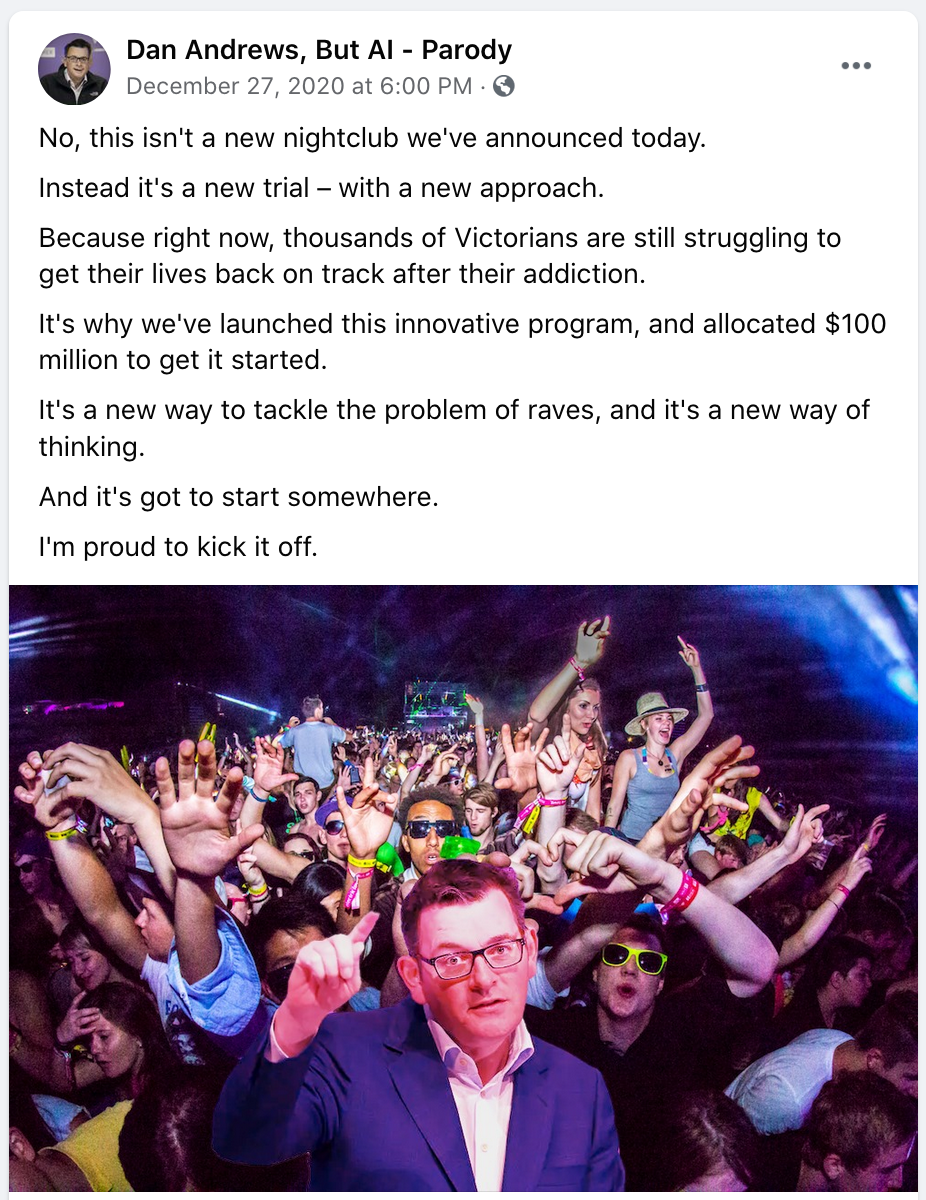 Dan Andrews, But AI - Parody
December 27, 2020 at 6:00 PM ·
No, this isn't a new nightclub we've announced today.
Instead it's a new trial – with a new approach.
Because right now, thousands of Victorians are still struggling to
get their lives back on track after their addiction.
It's why we've launched this innovative program, and allocated $100
million to get it started.
It's a new way to tackle the problem of raves, and it's a new way of
thinking.
And it's got to start somewhere.
I'm proud to kick it off.